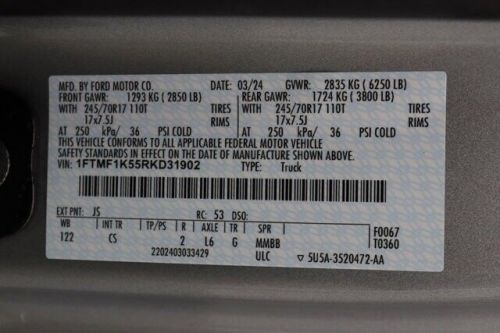 MFD. BY FORD MOTOR CO. 03/24 GVWR: 2835 KG ( 6250 LB)
FRONT GAWR: 1293 KG ( 2850 LB) REAR GAWR: 1724 KG ( 3800 LB)
WITH WITH
245/70R17 110T TIRES 245/70R17 110T TIRES
17x7.5J RIMS 17x7.5J RIMS
AT 250 kPa/ 36 PSI COLD AT 250 kPa/ 36 PSI COLD
THIS VEHICLE CONFORMS TO ALL APPLICABLE FEDERAL MOTOR VEHICLE
SAFETY STANDARDS IN EFFECT ON THE DATE OF MANUFACTURE SHOWN ABOVE.
VIN: 1FTMF1K55RKD31902 TYPE: Truck
EXT PNT: JS RC: 53 DSO: F0067
WB BRK INT TR TP/PS R AXLE TR SPR T0360
122 CS 2 L6 G MMBB
2202403033429 ULC ▽ 5U5A-3520472-AA